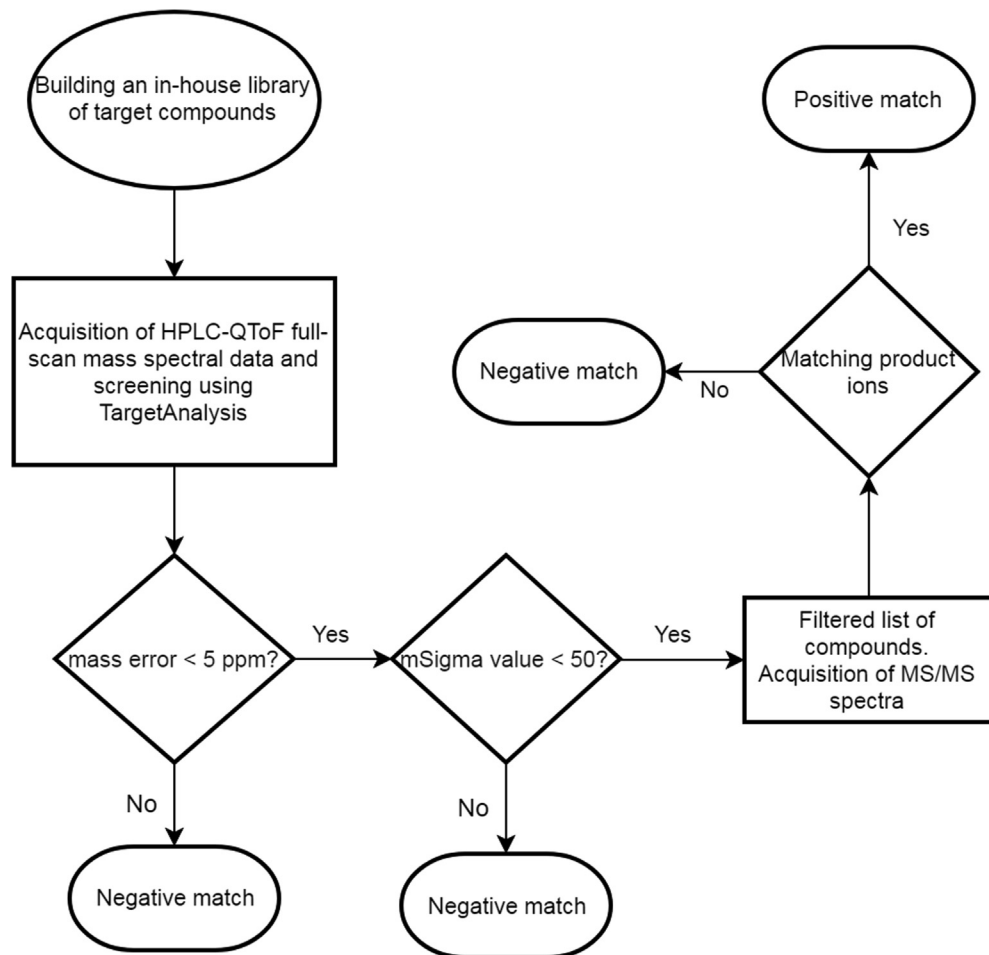 Building an in-house library
of target compounds
Acquisition of HPLC-QToF full-
scan mass spectral data and
screening using
TargetAnalysis
mass error < 5 ppm?
No
Negative match
Yes
mSigma value < 50?
No
Negative match
Yes
Filtered list of
compounds.
Acquisition of MS/MS
spectra
Matching product
ions
No
Negative match
Yes
Positive match